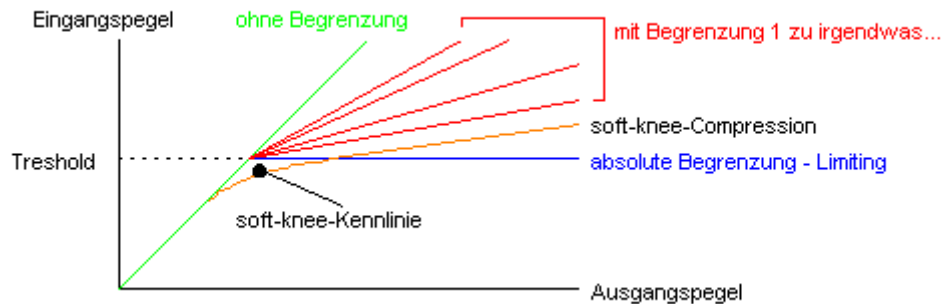 Eingangspegel
ohne Begrenzung
mit Begrenzung 1 zu irgendwas...
soft-knee-Compression
Treshold
absolute Begrenzung - Limiting
soft-knee-Kennlinie
Ausgangspegel